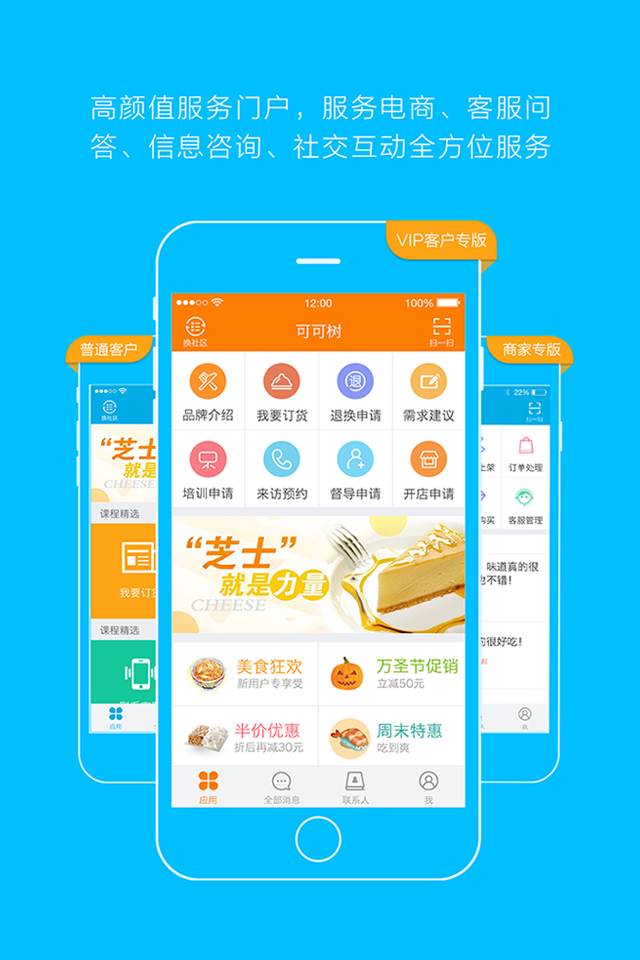 高颜值服务门户，服务电商、客服问
答、信息咨询、社交互动全方位服务
VIP客户专版
普通客户
商家专版
12:00
100%
换社区
可可树
扫一扫
品牌介绍
我要订货
退
退换申请
需求建议
培训申请
来访预约
督导申请
开店申请
“芝士”
就是力量
CHEESE
美食狂欢
新用户专享受
万圣节促销
立减50元
半价优惠
折后再减30元
周末特惠
吃到爽
应用
全部消息
联系人
我
换社区
“芝士
就是
CHEESE
课程精选
我要订货
课程精选
应用
22%
扫一扫
上架
订单处理
购买
客服管理
味道真的很
也不错！
的很好吃！
起
人
我